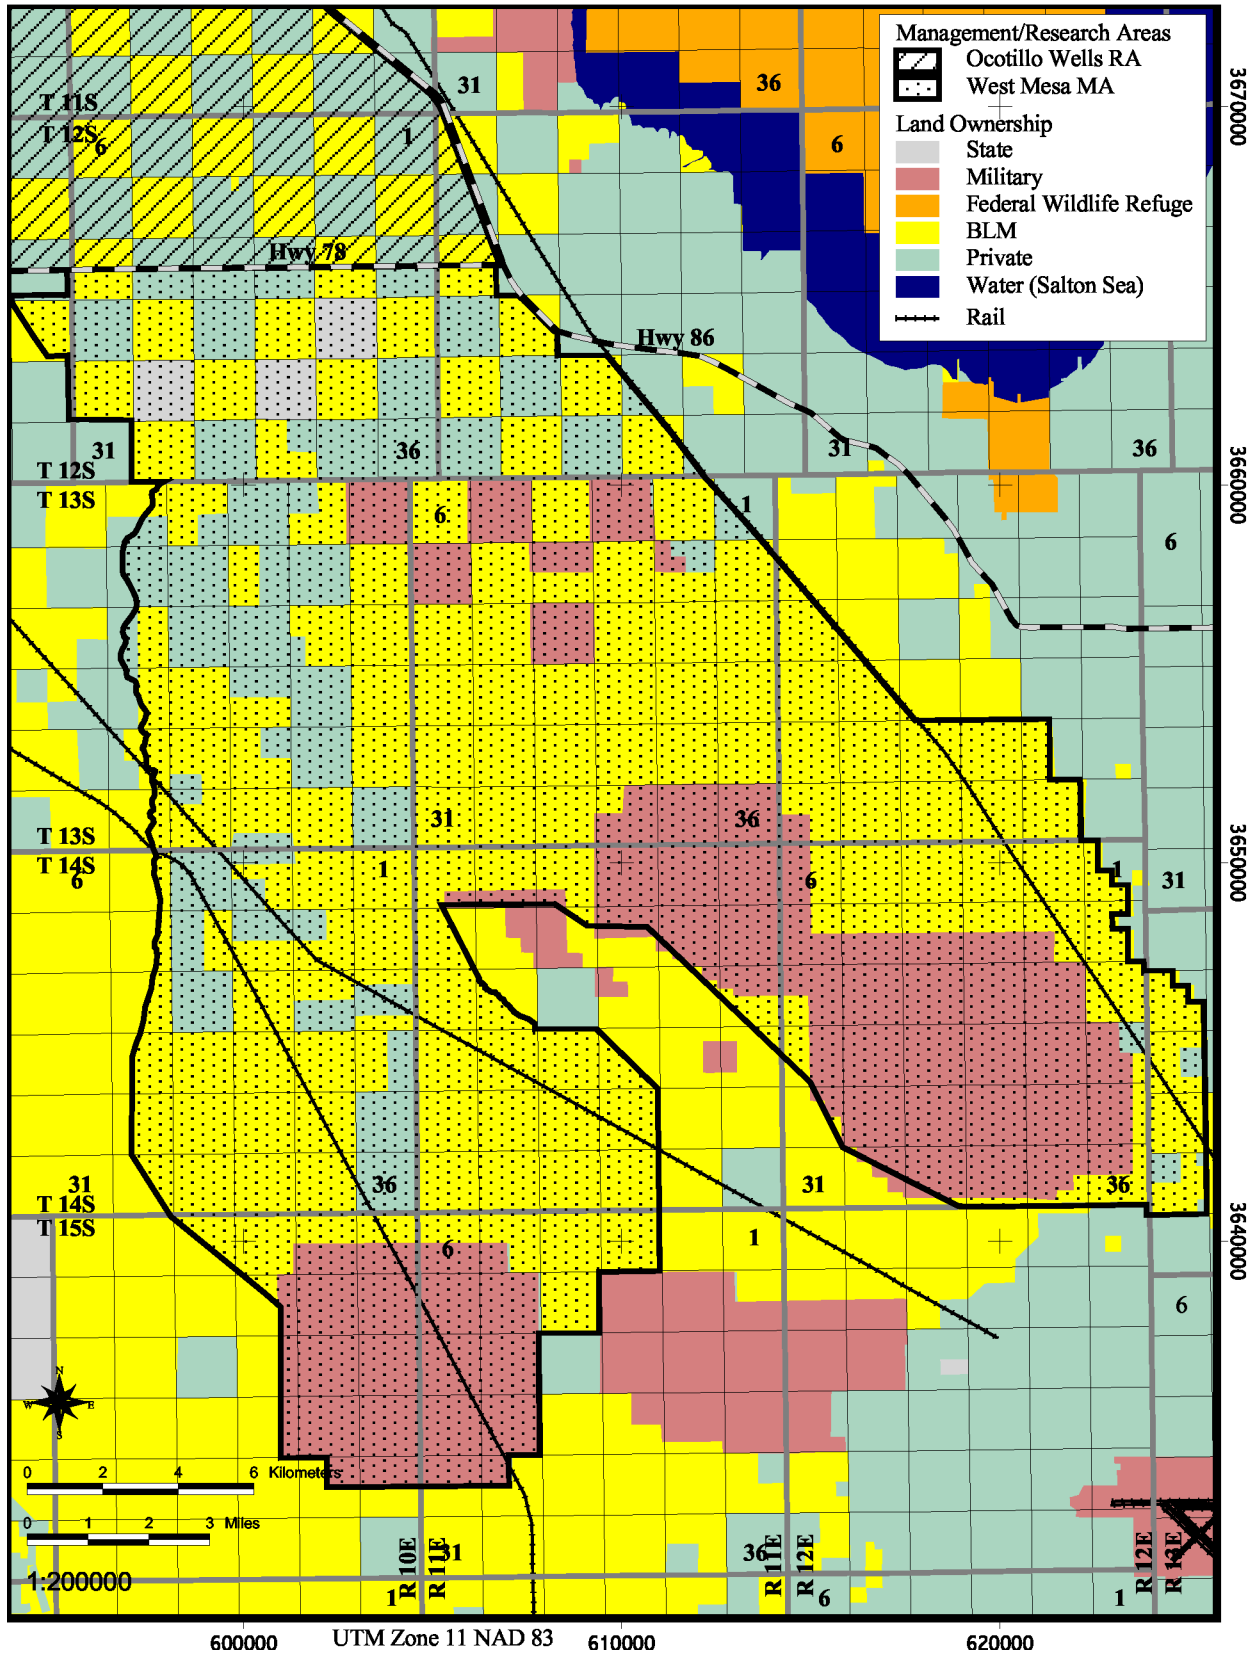 Management/Research Areas
Ocotillo Wells RA
West Mesa MA
Land Ownership
State
Military
Federal Wildlife Refuge
BLM
Private
Water (Salton Sea)
Rail
31
36
3670000
T 11S
T 12S
6
1
6
Hwy 78
Hwy 86
31
36
31
36
T 12S
T 13S
6
1
6
3660000
31
36
T 13S
T 14S
6
1
6
1
31
3650000
31
36
31
36
T 14S
T 15S
6
1
6
3640000
N
W E
S
0 2 4 6 Kilometers
0 1 2 3 Miles
1:200000
R 10E
R 11E
31
36
R 11E
R 12E
R 12E
R 13E
1
6
1
600000
UTM Zone 11 NAD 83
610000
620000